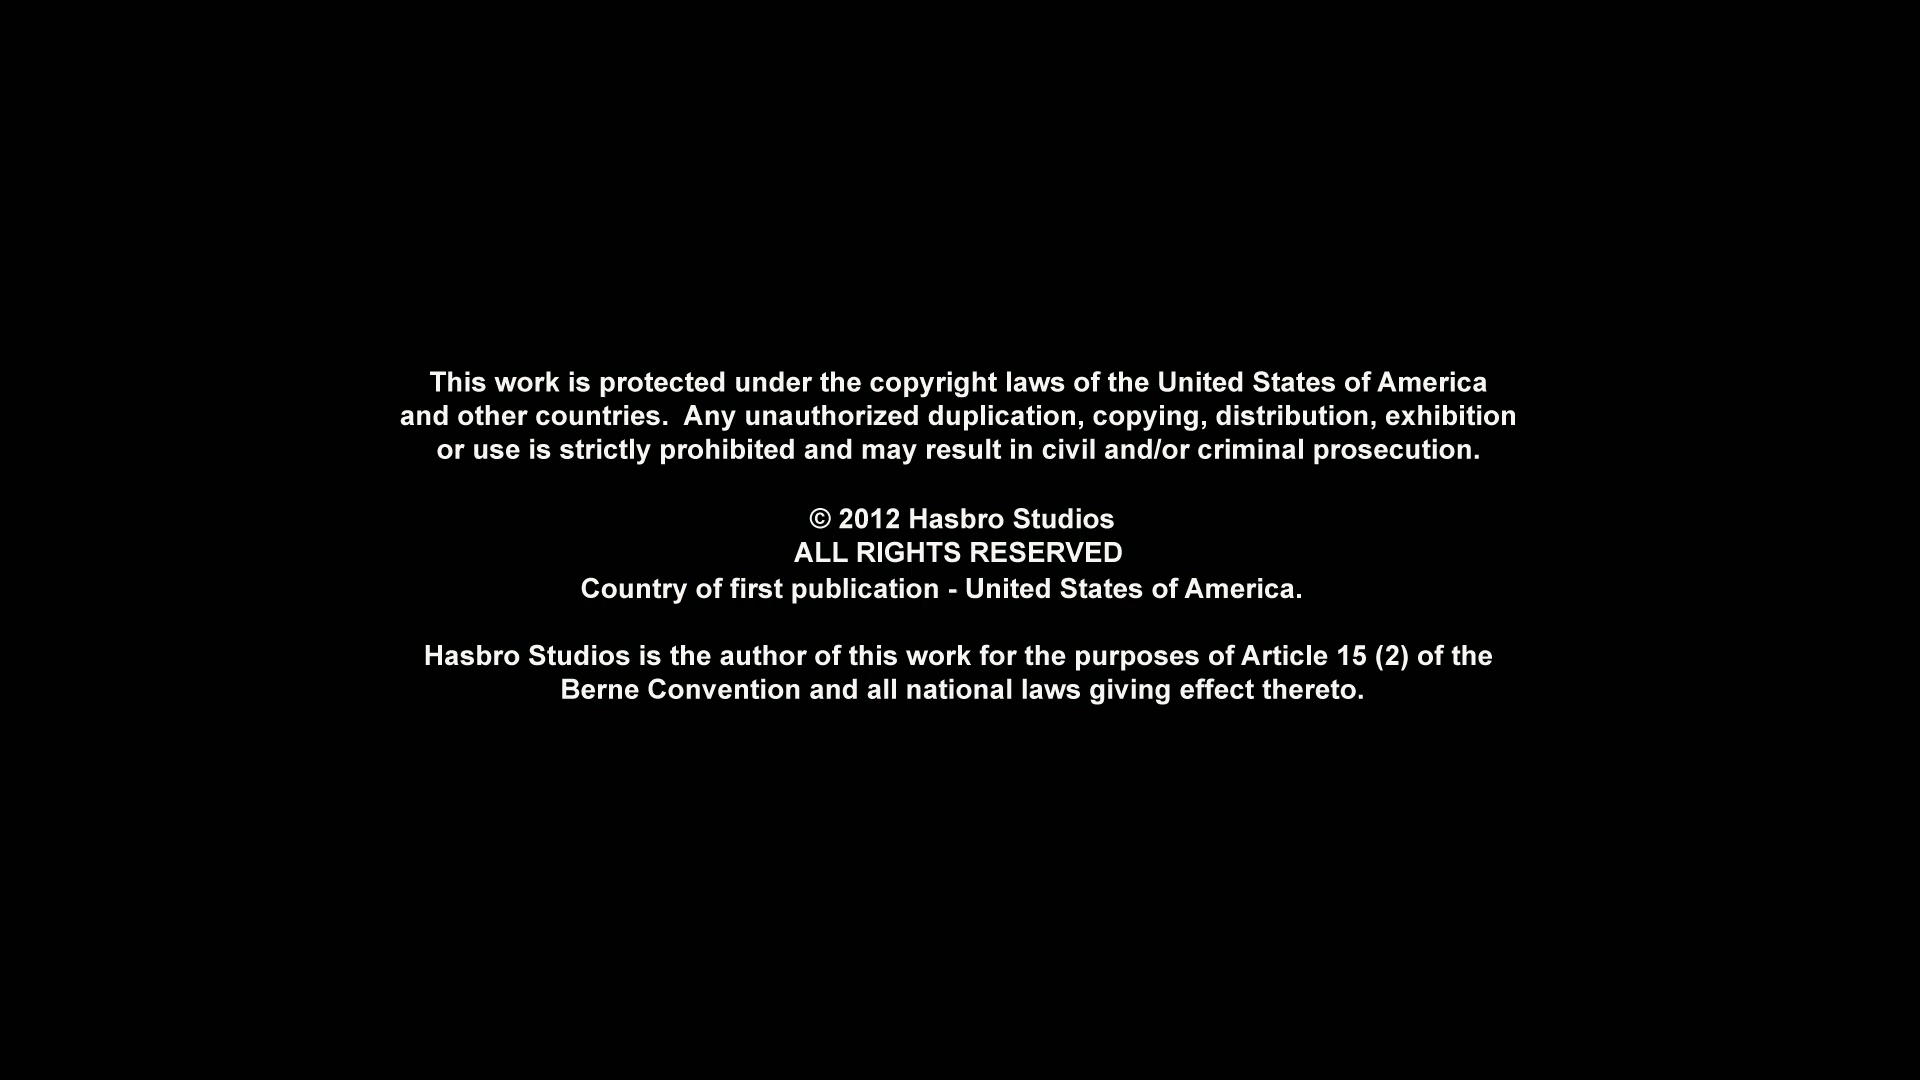 This work is protected under the copyright laws of the United States of America
and other countries.  Any unauthorized duplication, copying, distribution, exhibition
or use is strictly prohibited and may result in civil and/or criminal prosecution.
© 2012 Hasbro Studios
ALL RIGHTS RESERVED
Country of first publication - United States of America.
Hasbro Studios is the author of this work for the purposes of Article 15 (2) of the
Berne Convention and all national laws giving effect thereto.